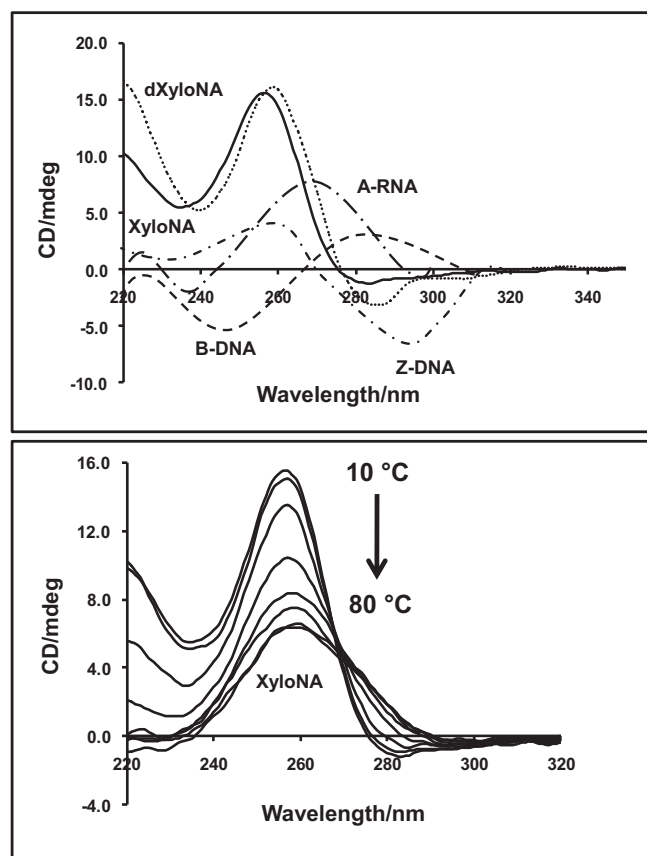 20.0
15.0
10.0
5.0
0.0
-5.0
-10.0
CD/mdeg
dXyloNA
A-RNA
XyloNA
220 240 260 280 300 320 340
B-DNA
Z-DNA
Wavelength/nm
16.0
12.0
8.0
4.0
0.0
-4.0
CD/mdeg
10 °C
80 °C
XyloNA
220 240 260 280 300 320
Wavelength/nm